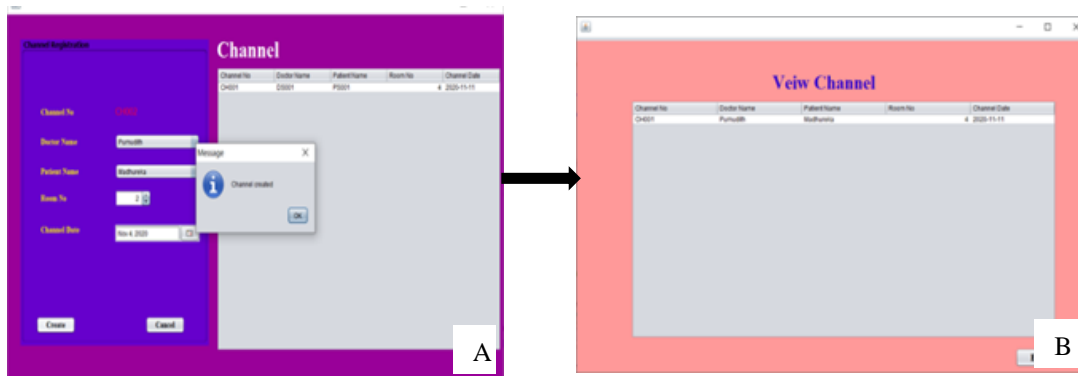 Channel Registration
Channel
Channel No Doctor Name Patient Name Room No Channel Date
CH001 DS001 PS001 4 2020-11-11
Channel No
Doctor Name Purnudith
Patient Name Madhunria
Room No 2
Channel Date Nov 4, 2020
Message X
Channel created
OK
Create Cancel
A
Veiw Channel
Channel No Doctor Name Patient Name Room No Channel Date
CH001 Purnudith Madhunria 4 2020-11-11
B